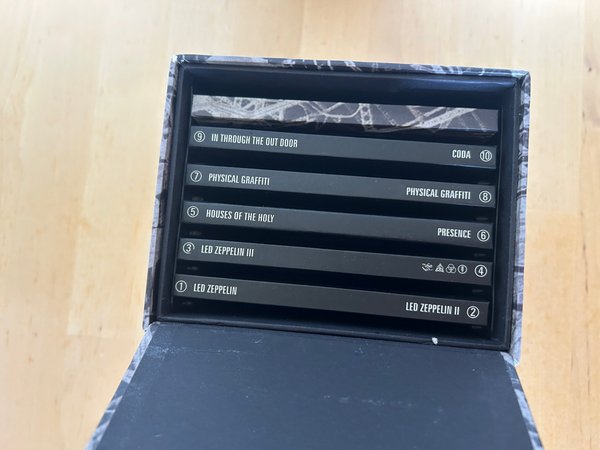 ⑨ IN THROUGH THE OUT DOOR
CODA ⑩
⑦ PHYSICAL GRAFFITI
PHYSICAL GRAFFITI ⑧
⑤ HOUSES OF THE HOLY
PRESENCE ⑥
③ LED ZEPPELIN III
④
① LED ZEPPELIN
LED ZEPPELIN II ②